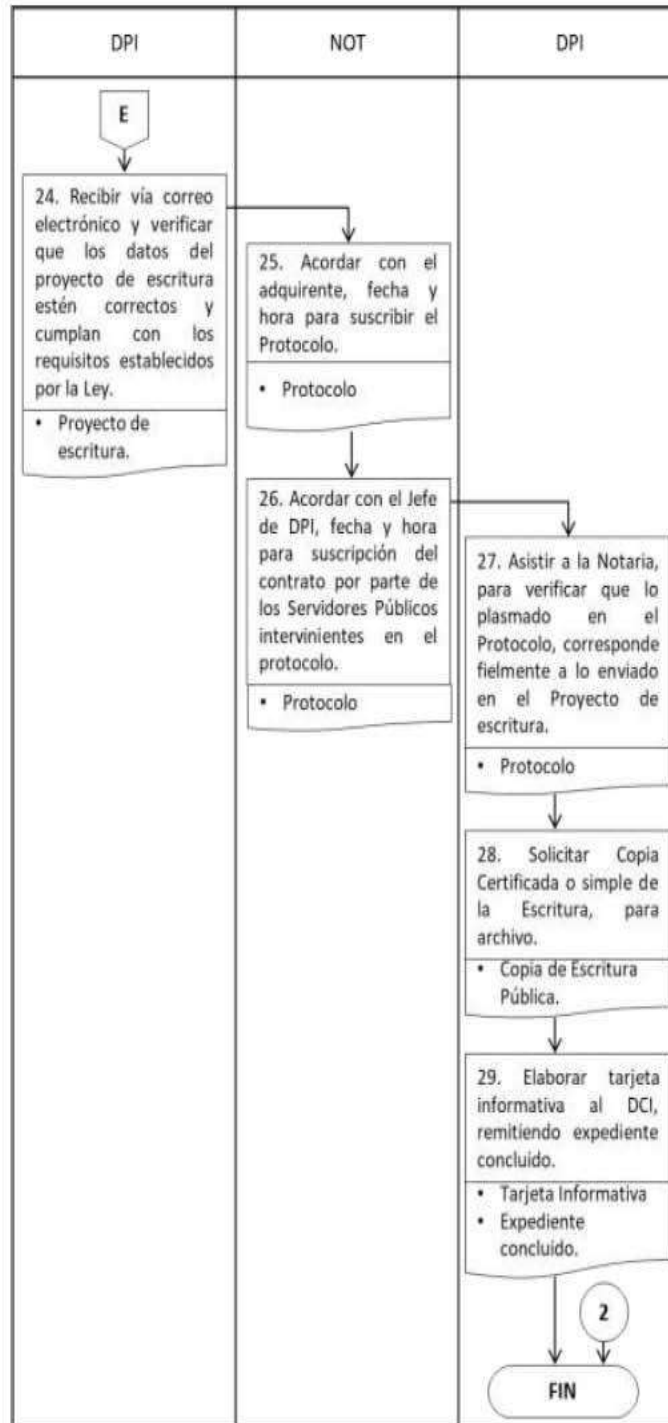 DPI
NOT
DPI
E
24. Recibir vía correo
electrónico y verificar
que los datos del
proyecto de escritura
estén correctos y
cumplan con los
requisitos establecidos
por la Ley.
• Proyecto de
escritura.
25. Acordar con el
adquirente, fecha y
hora para suscribir el
Protocolo.
• Protocolo
26. Acordar con el Jefe
de DPI, fecha y hora
para suscripción del
contrato por parte de
los Servidores Públicos
intervinientes en el
protocolo.
• Protocolo
27. Asistir a la Notaria,
para verificar que lo
plasmado en el
Protocolo, corresponde
fielmente a lo enviado
en el Proyecto de
escritura.
• Protocolo
28. Solicitar Copia
Certificada o simple de
la Escritura, para
archivo.
• Copia de Escritura
Pública.
29. Elaborar tarjeta
informativa al DCI,
remitiendo expediente
concluido.
• Tarjeta Informativa
• Expediente
concluido.
2
FIN